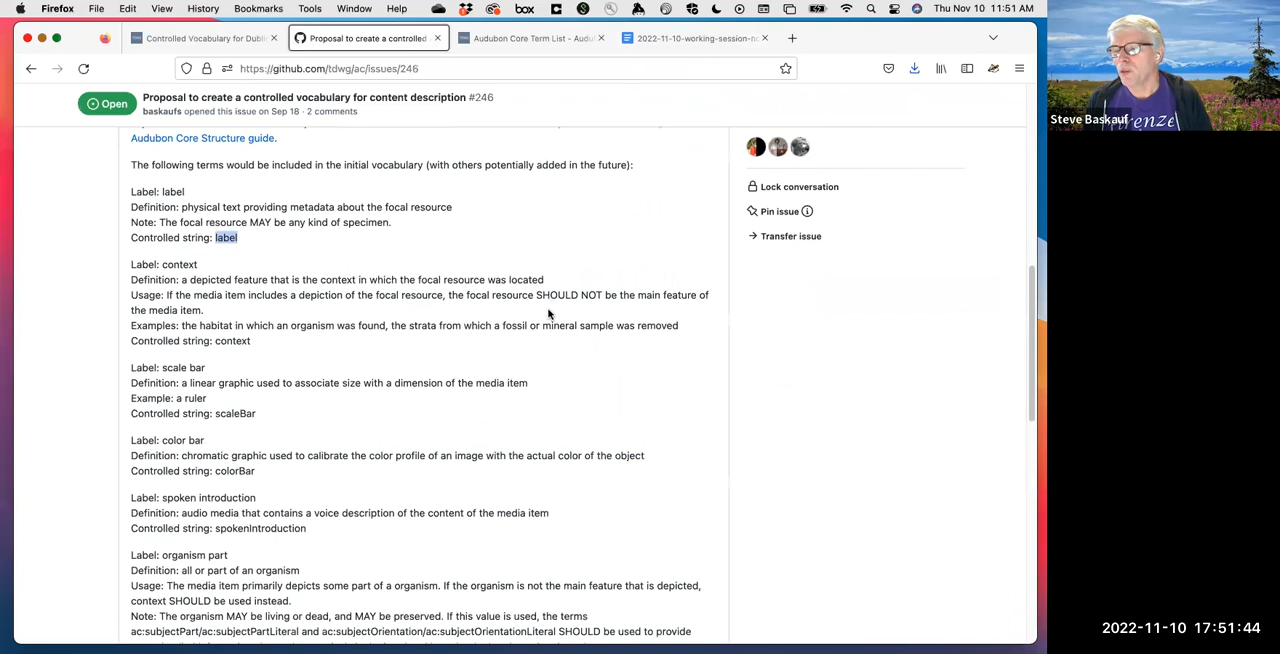 Firefox File Edit View History Bookmarks Tools Window Help box Thu Nov 10 11:51 AM
Controlled Vocabulary for Dubli
Proposal to create a controlled
Audubon Core Term List - Audu
2022-11-10-working-session-no
https://github.com/tdwg/ac/issues/246
Open
Proposal to create a controlled vocabulary for content description #246
baskaufs opened this issue on Sep 18 · 2 comments
Audubon Core Structure guide.
The following terms would be included in the initial vocabulary (with others potentially added in the future):
Label: label
Definition: physical text providing metadata about the focal resource
Note: The focal resource MAY be any kind of specimen.
Controlled string: label
Label: context
Definition: a depicted feature that is the context in which the focal resource was located
Usage: If the media item includes a depiction of the focal resource, the focal resource SHOULD NOT be the main feature of
the media item.
Examples: the habitat in which an organism was found, the strata from which a fossil or mineral sample was removed
Controlled string: context
Label: scale bar
Definition: a linear graphic used to associate size with a dimension of the media item
Example: a ruler
Controlled string: scaleBar
Label: color bar
Definition: chromatic graphic used to calibrate the color profile of an image with the actual color of the object
Controlled string: colorBar
Label: spoken introduction
Definition: audio media that contains a voice description of the content of the media item
Controlled string: spokenIntroduction
Label: organism part
Definition: all or part of an organism
Usage: The media item primarily depicts some part of a organism. If the organism is not the main feature that is depicted,
context SHOULD be used instead.
Note: The organism MAY be living or dead, and MAY be preserved. If this value is used, the terms
ac:subjectPart/ac:subjectPartLiteral and ac:subjectOrientation/ac:subjectOrientationLiteral SHOULD be used to provide
Lock conversation
Pin issue
Transfer issue
Steve Baskauf
2022-11-10 17:51:44